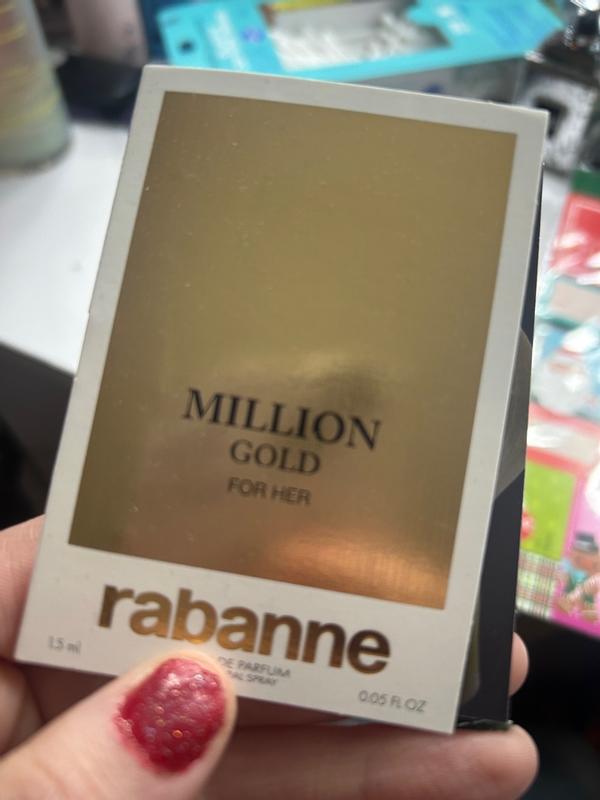 MILLION
GOLD
FOR HER
rabanne
1.5 ml
DE PARFUM
SPRAY
0.05 FL OZ